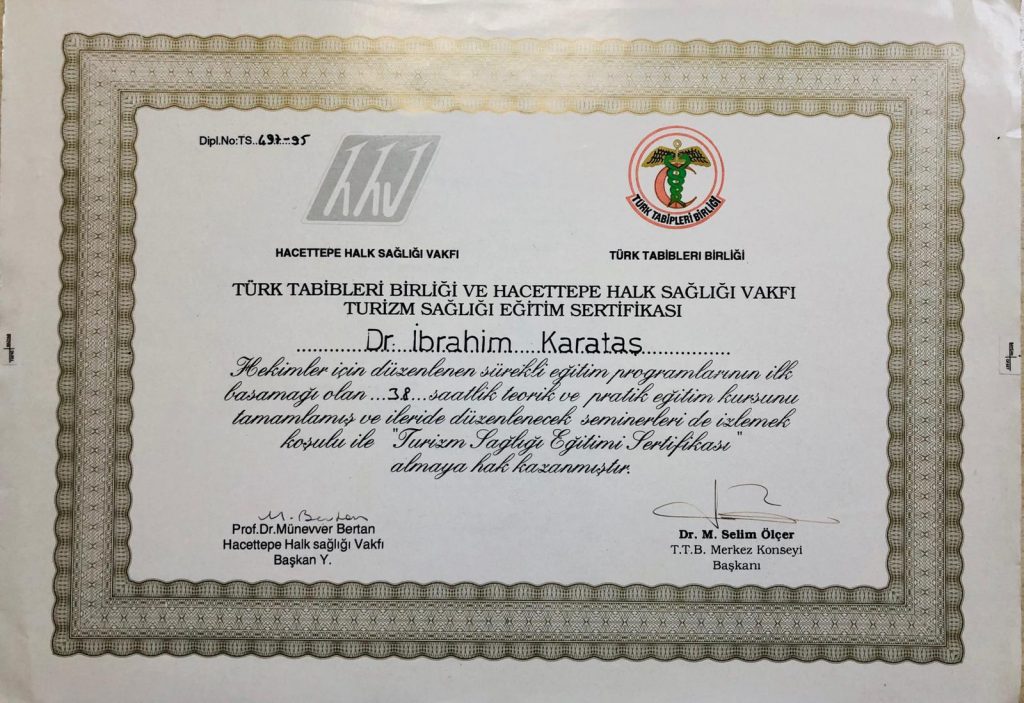 Dipl.No:TS..497...-95
TÜRK TABİPLERİ BİRLİĞİ
HACETTEPE HALK SAĞLIĞI VAKFI
TÜRK TABİBLERI BİRLİĞİ
TÜRK TABİBLERİ BİRLİĞİ VE HACETTEPE HALK SAĞLIĞI VAKFI
TURİZM SAĞLIĞI EĞİTİM SERTİFİKASI
Dr. İbrahim Karataş
Hekimler için düzenlenen sürekli eğitim programlarının ilk
basamağı olan ...38... saatlik teorik ve pratik eğitim kursunu
tamamlamış ve ileride düzenlenecek seminerleri de izlemek
koşulu ile "Turizm Sağlığı Eğitimi Sertifikası"
almaya hak kazanmıştır.
M. Bertan
Prof.Dr.Münevver Bertan
Hacettepe Halk sağlığı Vakfı
Başkan Y.
Dr. M. Selim Ölçer
T.T.B. Merkez Konseyi
Başkanı